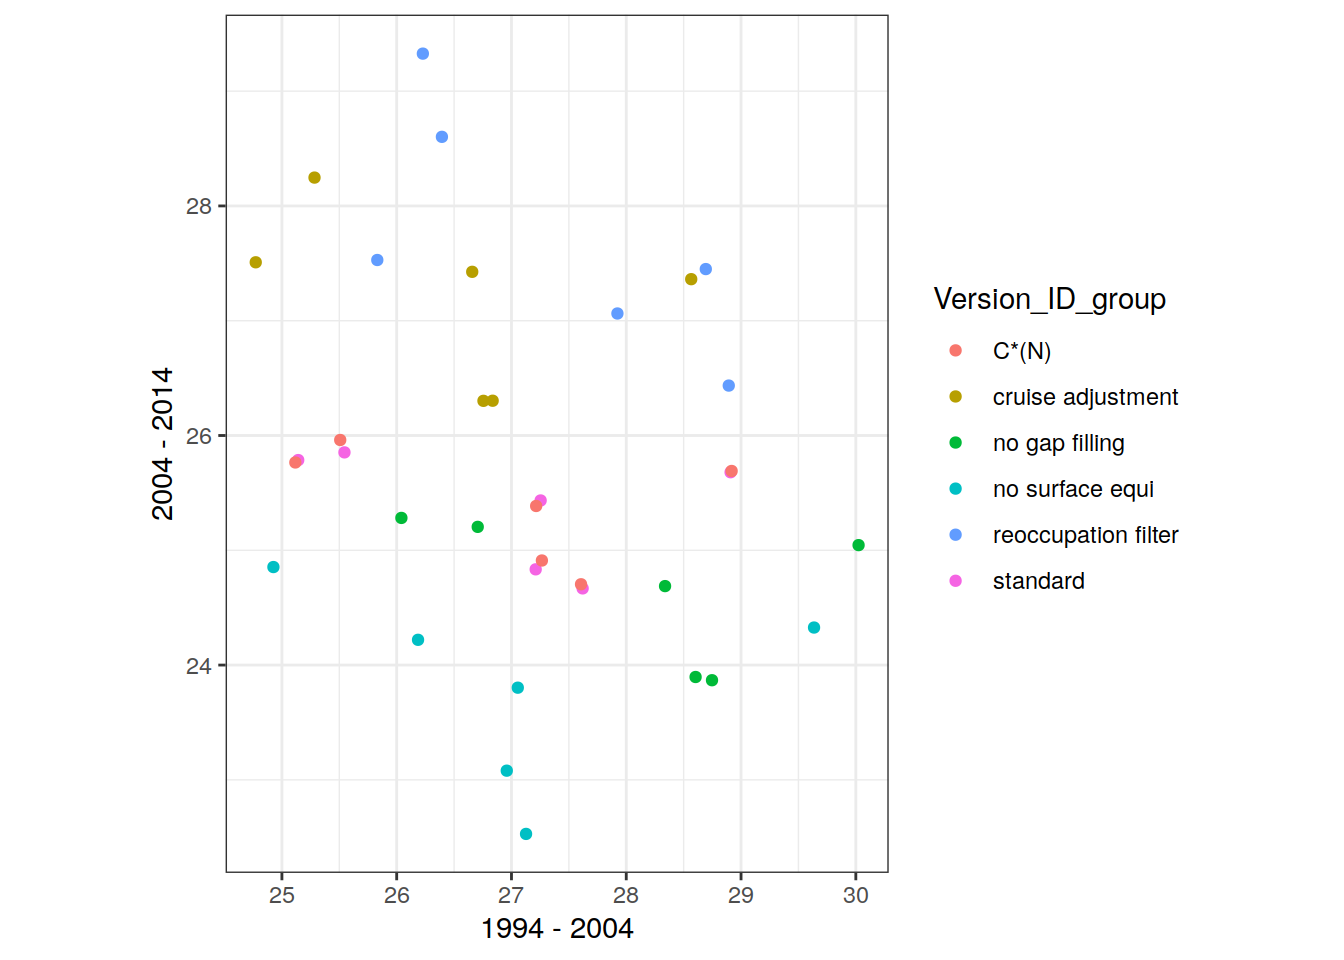 28
26
24
2004 - 2014
25 26 27 28 29 30
1994 - 2004
Version_ID_group
C*(N)
cruise adjustment
no gap filling
no surface equi
reoccupation filter
standard